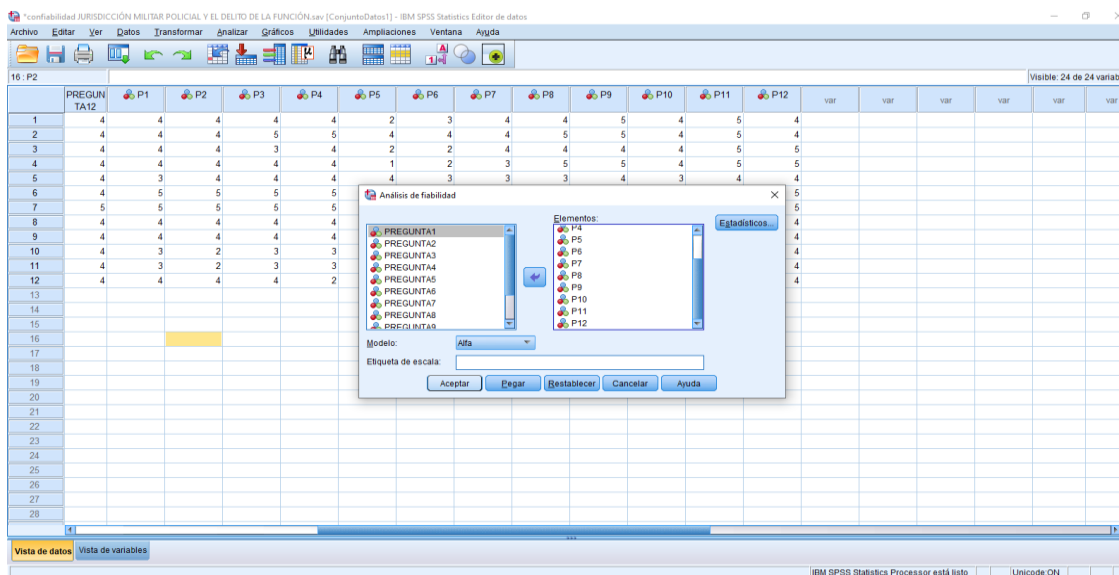 *confiabilidad JURISDICCIÓN MILITAR POLICIAL Y EL DELITO DE LA FUNCIÓN.sav [ConjuntoDatos1] - IBM SPSS Statistics Editor de datos
Archivo Editar Ver Datos Transformar Analizar Gráficos Utilidades Ampliaciones Ventana Ayuda
16 : P2 Visible: 24 de 24 variab
PREGUN TA12 P1 P2 P3 P4 P5 P6 P7 P8 P9 P10 P11 P12 var var var var var var
1 4 4 4 4 4 2 3 4 4 5 4 5 4
2 4 4 4 5 5 4 4 4 5 5 4 5 4
3 4 4 4 3 4 2 2 4 4 4 4 5 5
4 4 4 4 4 4 1 2 3 5 5 4 5 5
5 4 3 4 4 4 4 3 3 3 4 3 4 4
6 4 5 5 5 5 5
7 5 5 5 5 5 5
8 4 4 4 4 4 4
9 4 4 4 4 4 4
10 4 3 2 3 3 4
11 4 3 2 3 3 4
12 4 4 4 4 2 4
13
14
15
16
17
18
19
20
21
22
23
24
25
26
27
28
Análisis de fiabilidad
Elementos:
Estadísticos...
PREGUNTA1
PREGUNTA2
PREGUNTA3
PREGUNTA4
PREGUNTA5
PREGUNTA6
PREGUNTA7
PREGUNTA8
PREGUNTA9
P4
P5
P6
P7
P8
P9
P10
P11
P12
Modelo: Alfa
Etiqueta de escala:
Aceptar Pegar Restablecer Cancelar Ayuda
Vista de datos Vista de variables
IBM SPSS Statistics Processor está listo Unicode:ON